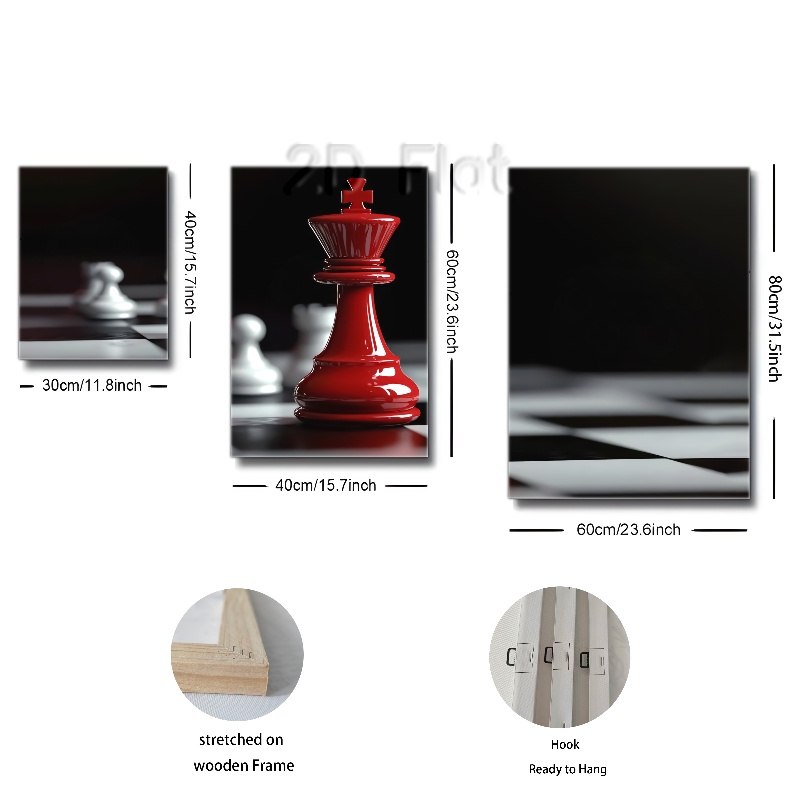 2D Flat
40cm/15.7inch
30cm/11.8inch
60cm/23.6inch
40cm/15.7inch
80cm/31.5inch
60cm/23.6inch
stretched on
wooden Frame
Hook
Ready to Hang